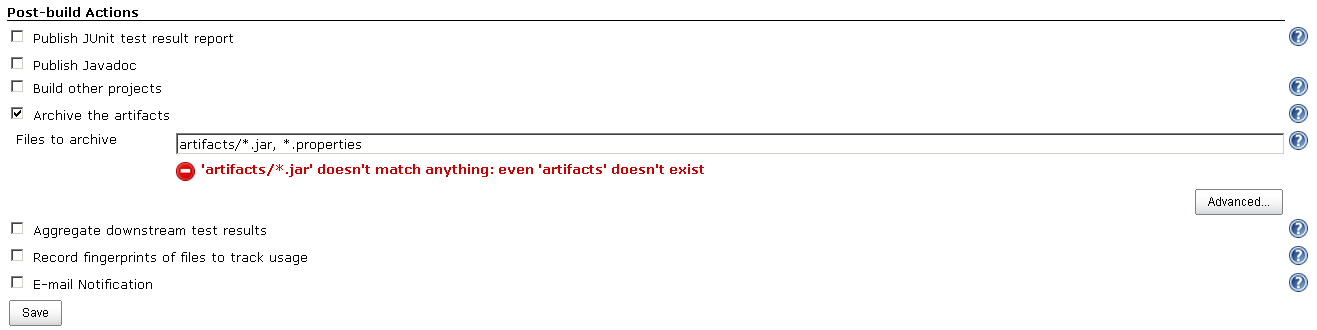 Post-build Actions
Publish JUnit test result report
Publish Javadoc
Build other projects
Archive the artifacts
Files to archive
artifacts/*.jar, *.properties
'artifacts/*.jar' doesn't match anything: even 'artifacts' doesn't exist
Advanced...
Aggregate downstream test results
Record fingerprints of files to track usage
E-mail Notification
Save